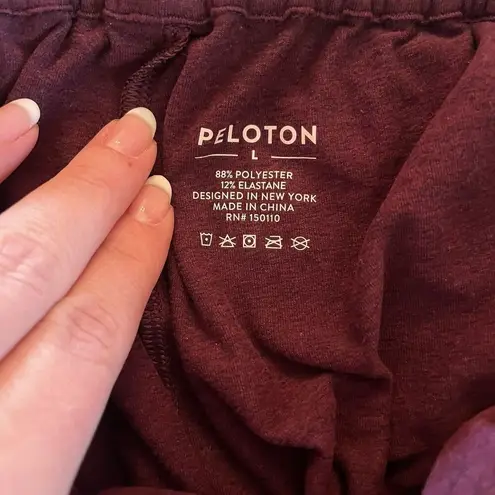 PELOTON
L
88% POLYESTER
12% ELASTANE
DESIGNED IN NEW YORK
MADE IN CHINA
RN# 150110